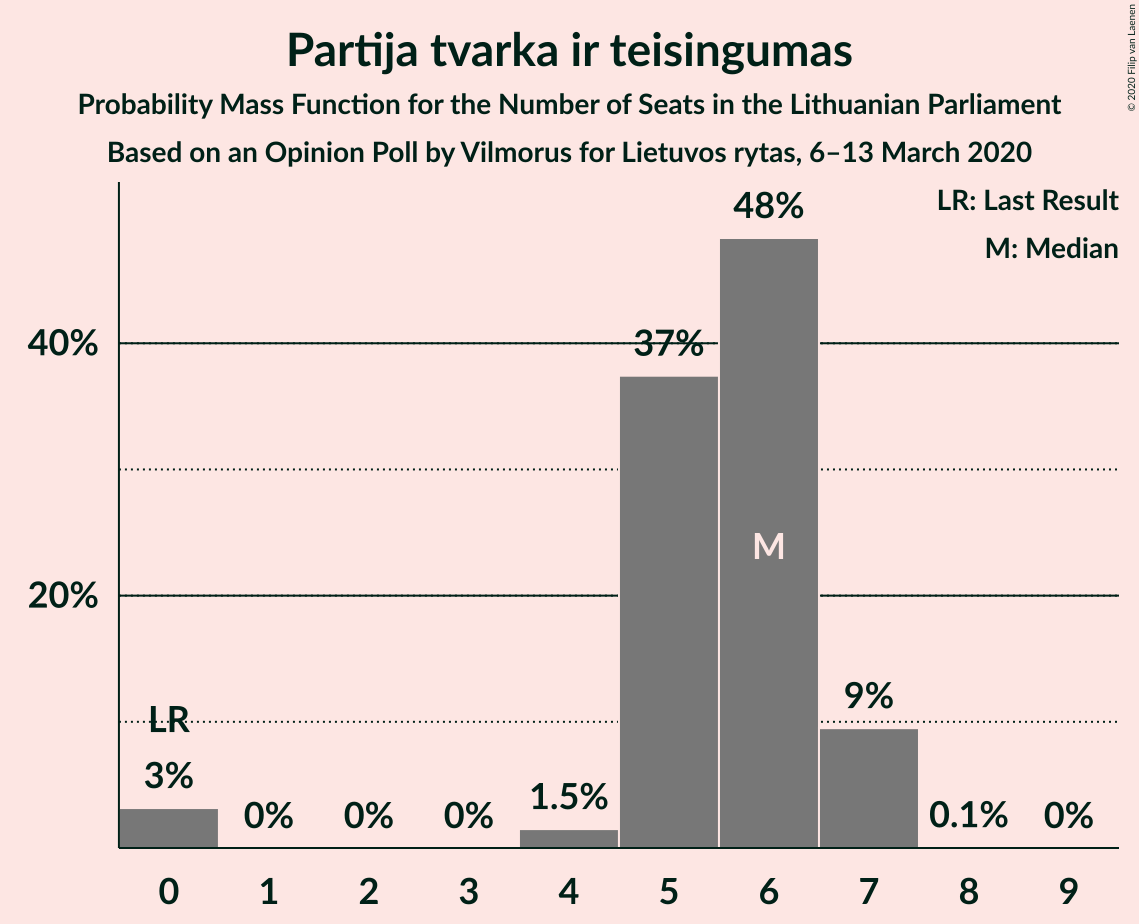 Partija tvarka ir teisingumas
Probability Mass Function for the Number of Seats in the Lithuanian Parliament
Based on an Opinion Poll by Vilmorus for Lietuvos rytas, 6–13 March 2020
© 2020 Filip van Laenen
LR: Last Result
M: Median
48%
40%
37%
M
20%
9%
LR
3%
0%
0%
0%
1.5%
0.1%
0%
0 1 2 3 4 5 6 7 8 9